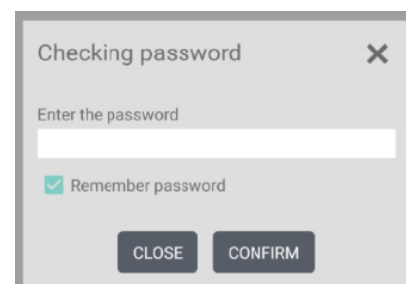 Checking password
Enter the password
Remember password
CLOSE CONFIRM